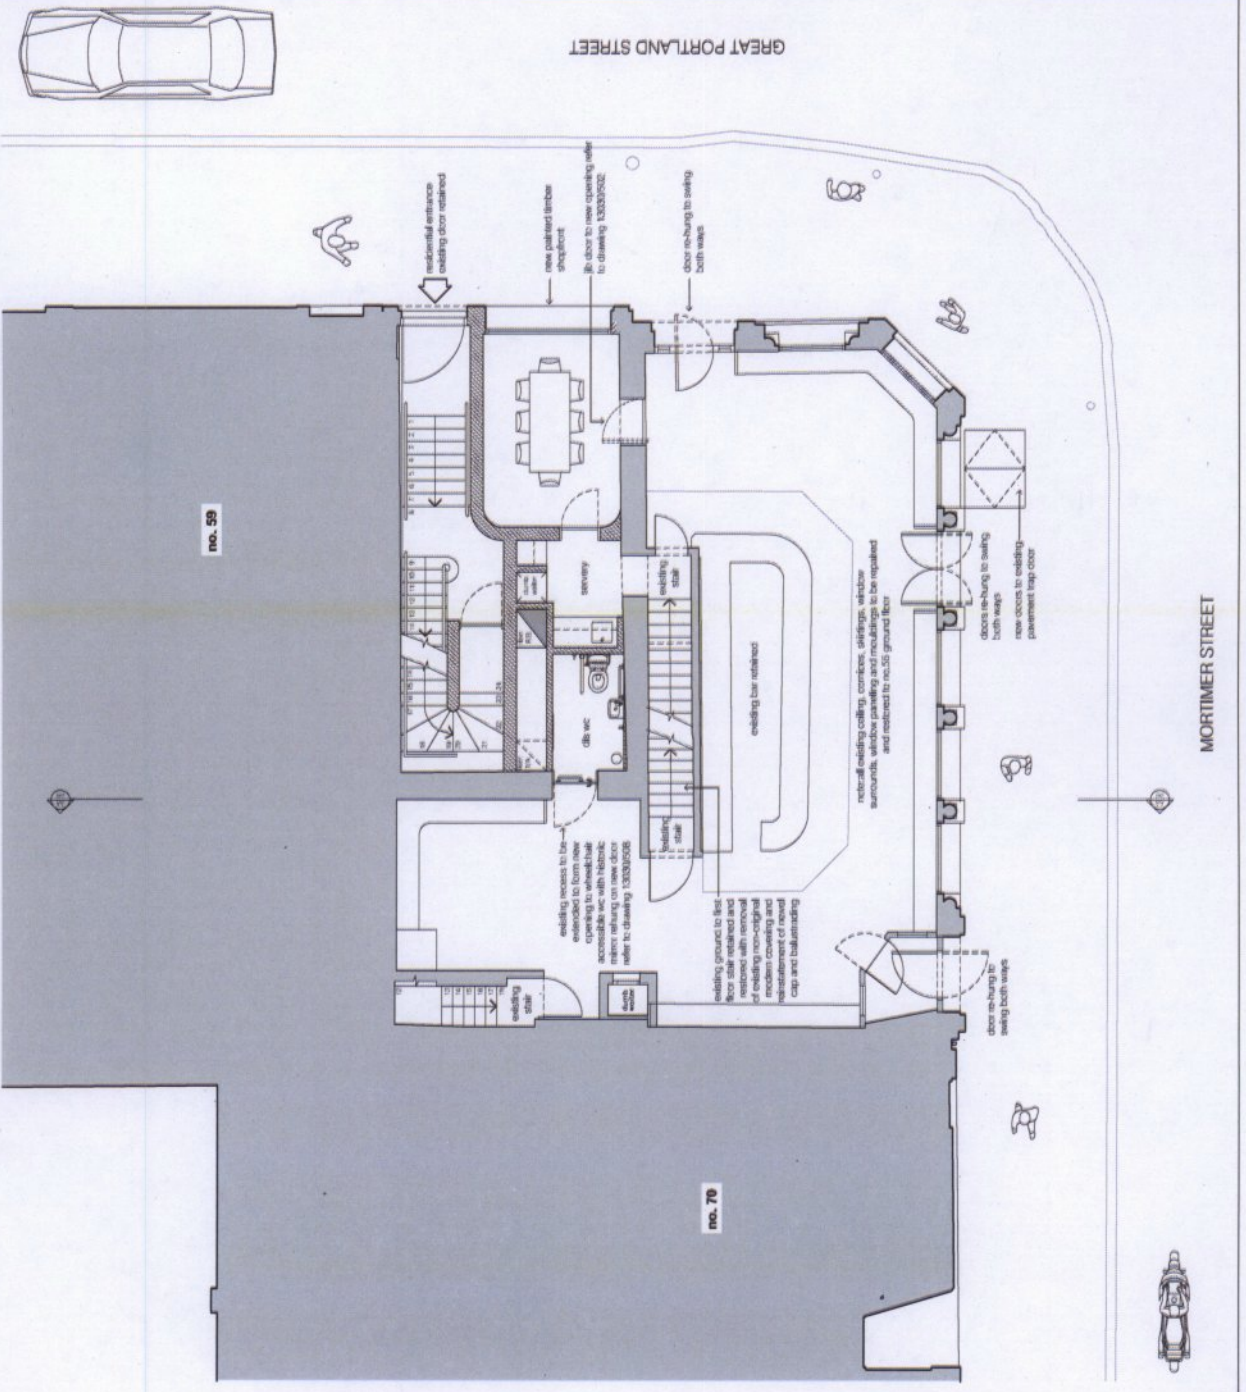 GREAT PORTLAND STREET
residential entrance
existing door retained
new painted timber
shopfront
jib door to new opening refer
to drawing 13030/502
door re-hung to swing
both ways
no. 59
dumb
waiter
servery
existing
stair
dis wc
existing bar retained
existing
stair
note: all existing ceiling, cornices, skirtings, window
surrounds, window panelling and mouldings to be repaired
and restored to no.56 ground floor
doors re-hung to swing
both ways
new doors to existing
pavement trap door
MORTIMER STREET
existing recess to be
extended to form new
opening to wheelchair
accessible wc with historic
mirror rehung on new door
refer to drawing 13030/508
existing ground to first
floor stair retained and
restored with removal
of existing non-original
modern covering and
reinstatement of newel
cap and balustrading
existing
stair
dumb
waiter
door re-hung to
swing both ways
no. 70